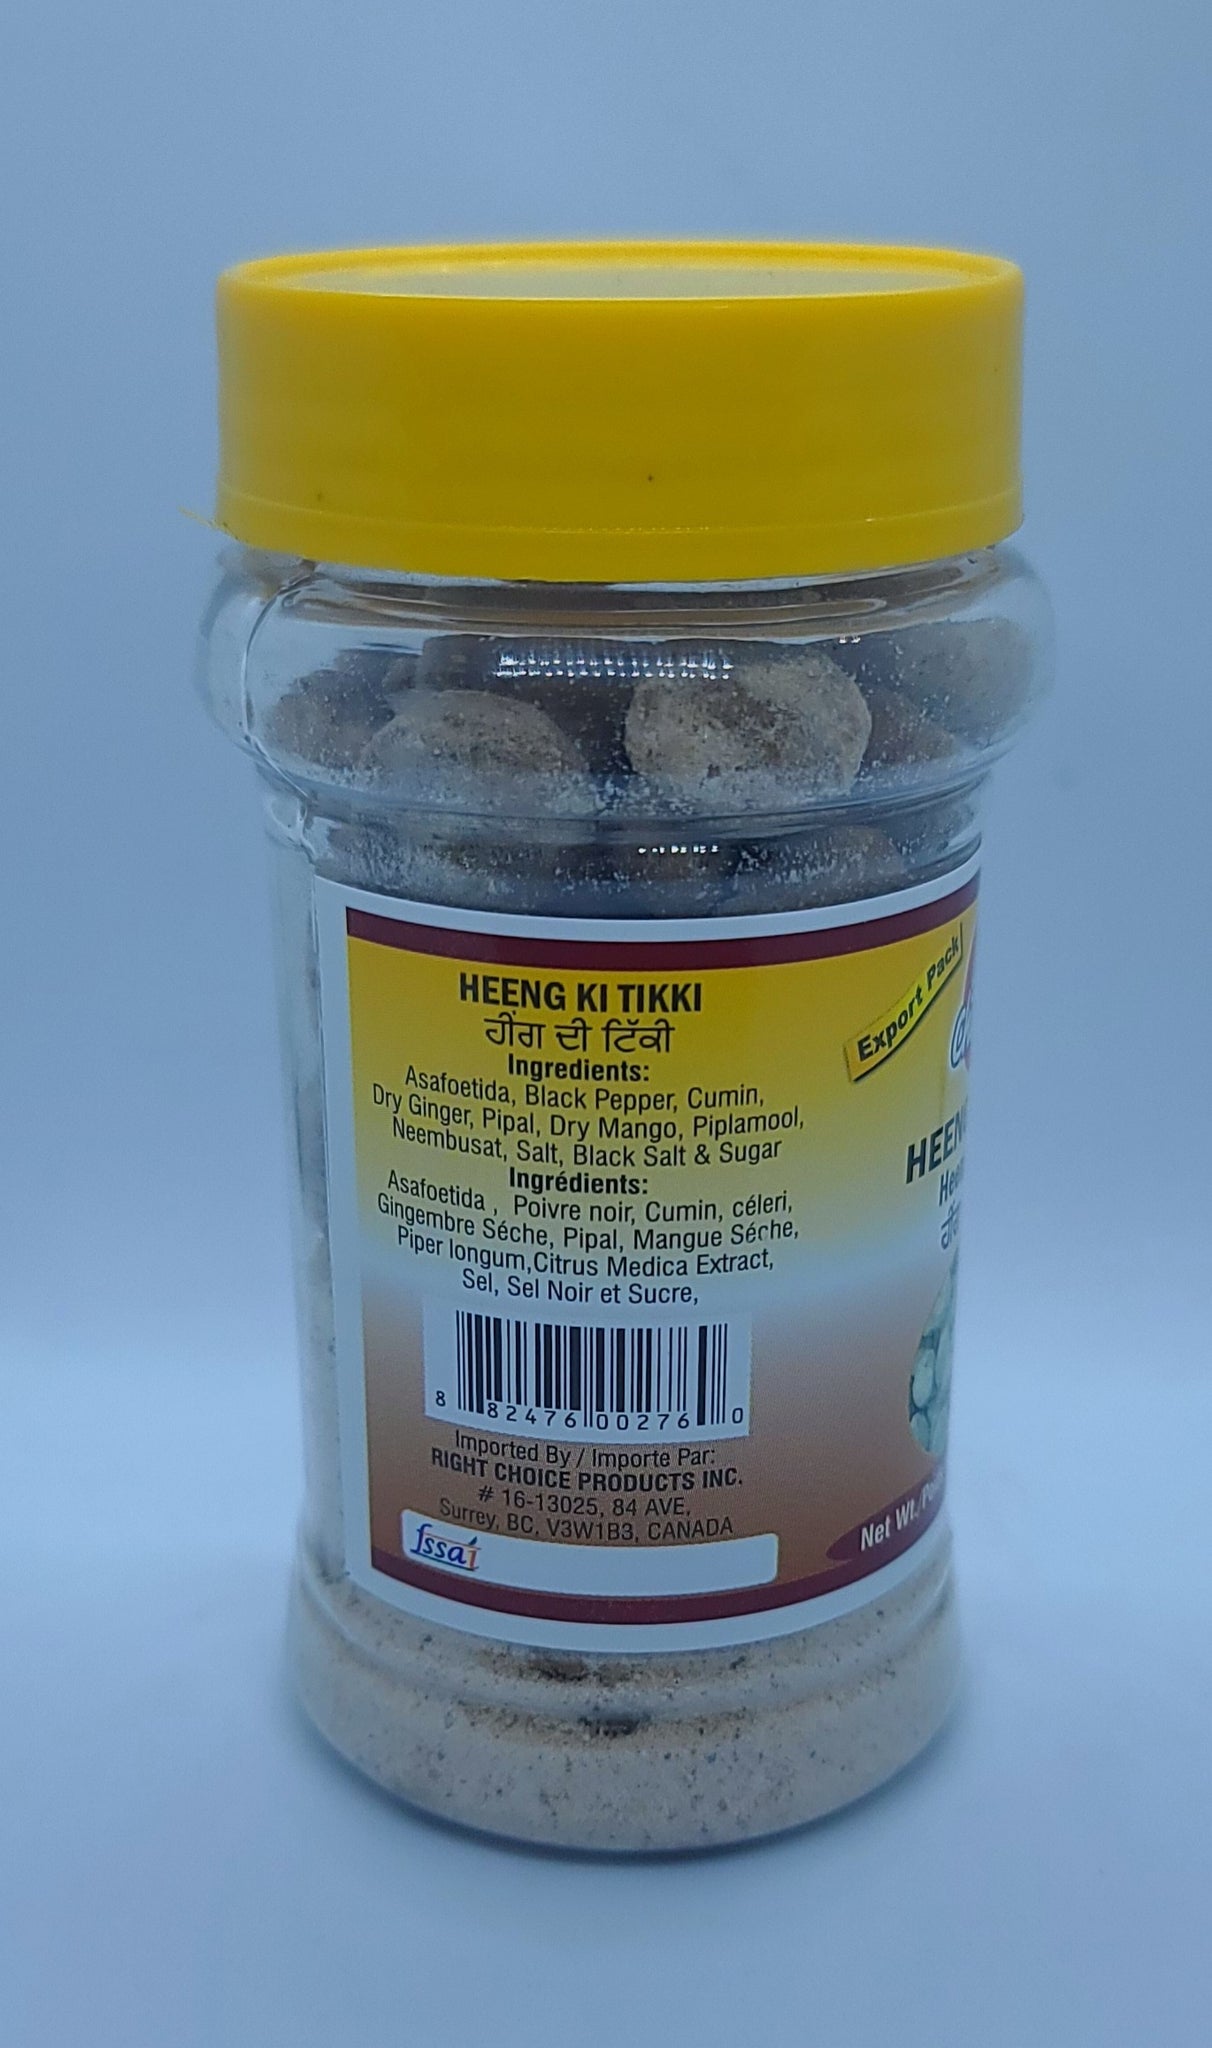 HEENG KI TIKKI
ਹੀਂਗ ਦੀ ਟਿੱਕੀ
Ingredients:
Asafoetida, Black Pepper, Cumin,
Dry Ginger, Pipal, Dry Mango, Piplamool,
Neembusat, Salt, Black Salt & Sugar
Ingrédients:
Asafoetida , Poivre noir, Cumin, céleri,
Gingembre Séche, Pipal, Mangue Séche,
Piper longum,Citrus Medica Extract,
Sel, Sel Noir et Sucre,
8 82476 00276 0
Imported By / Importe Par:
RIGHT CHOICE PRODUCTS INC.
# 16-13025, 84 AVE,
Surrey, BC, V3W1B3, CANADA
fssai
Export Pack!
Net Wt.